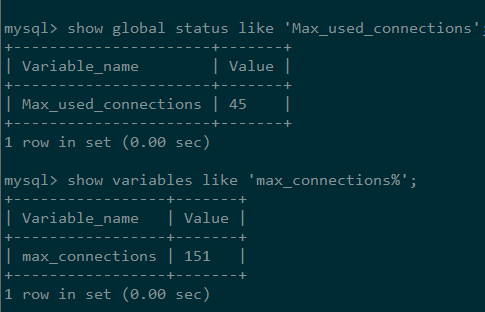 mysql> show global status like 'Max_used_connections';
+----------------------+-------+
| Variable_name        | Value |
+----------------------+-------+
| Max_used_connections | 45    |
+----------------------+-------+
1 row in set (0.00 sec)
mysql> show variables like 'max_connections%';
+-----------------+-------+
| Variable_name   | Value |
+-----------------+-------+
| max_connections | 151   |
+-----------------+-------+
1 row in set (0.00 sec)